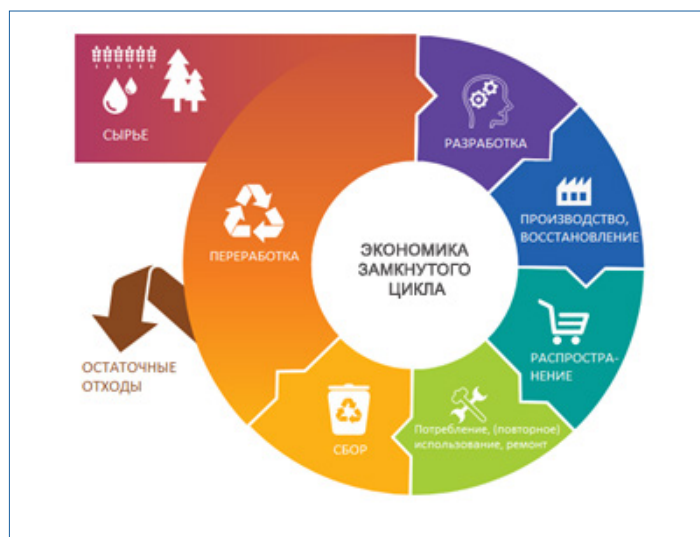 СЫРЬЕ
РАЗРАБОТКА
ПРОИЗВОДСТВО,
ВОССТАНОВЛЕНИЕ
РАСПРОСТРА-
НЕНИЕ
Потребление, (повторное)
использование, ремонт
СБОР
ПЕРЕРАБОТКА
ОСТАТОЧНЫЕ
ОТХОДЫ
ЭКОНОМИКА
ЗАМКНУТОГО
ЦИКЛА